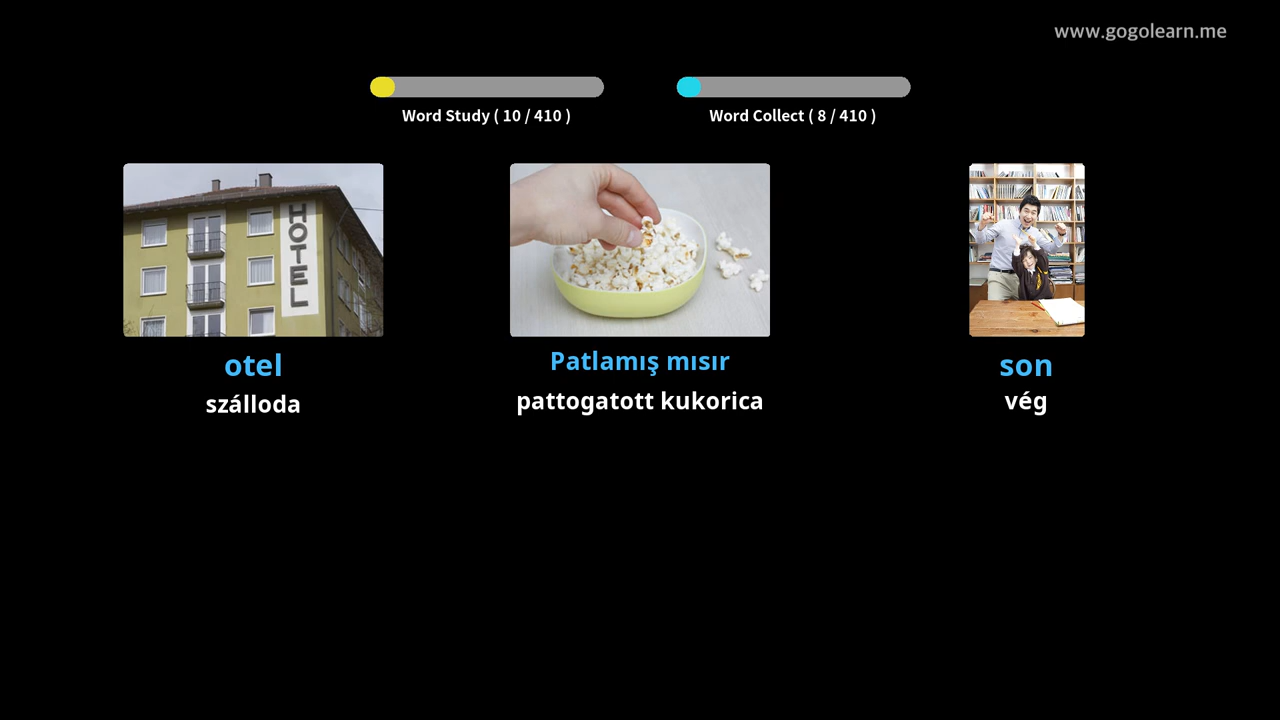 www.gogolearn.me
Word Study ( 10 / 410 )
Word Collect ( 8 / 410 )
HOTEL
otel
Patlamış mısır
son
szálloda
pattogatott kukorica
vég